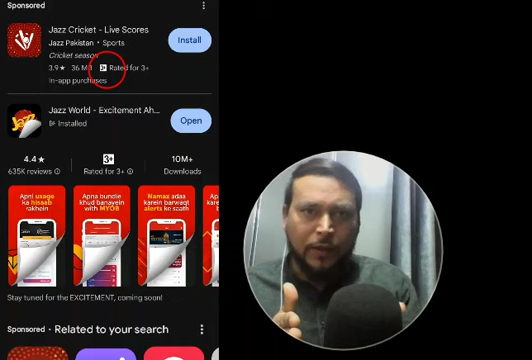 Sponsored
Jazz Cricket - Live Scores
Jazz Pakistan • Sports
Cricket season
3.9★ 36 MB 3+ Rated for 3+
In-app purchases
Install
Jazz World - Excitement Ah...
Installed
Open
4.4★ 3+ 10M+
635K reviews Rated for 3+ Downloads
Apni usage
ka hissab
rakhein
Apna bundle
khud banayein
with MYOB
Namaz adaa
karein barwaqt
alerts ke saath
Stay tuned for the EXCITEMENT, coming soon!
Sponsored • Related to your search